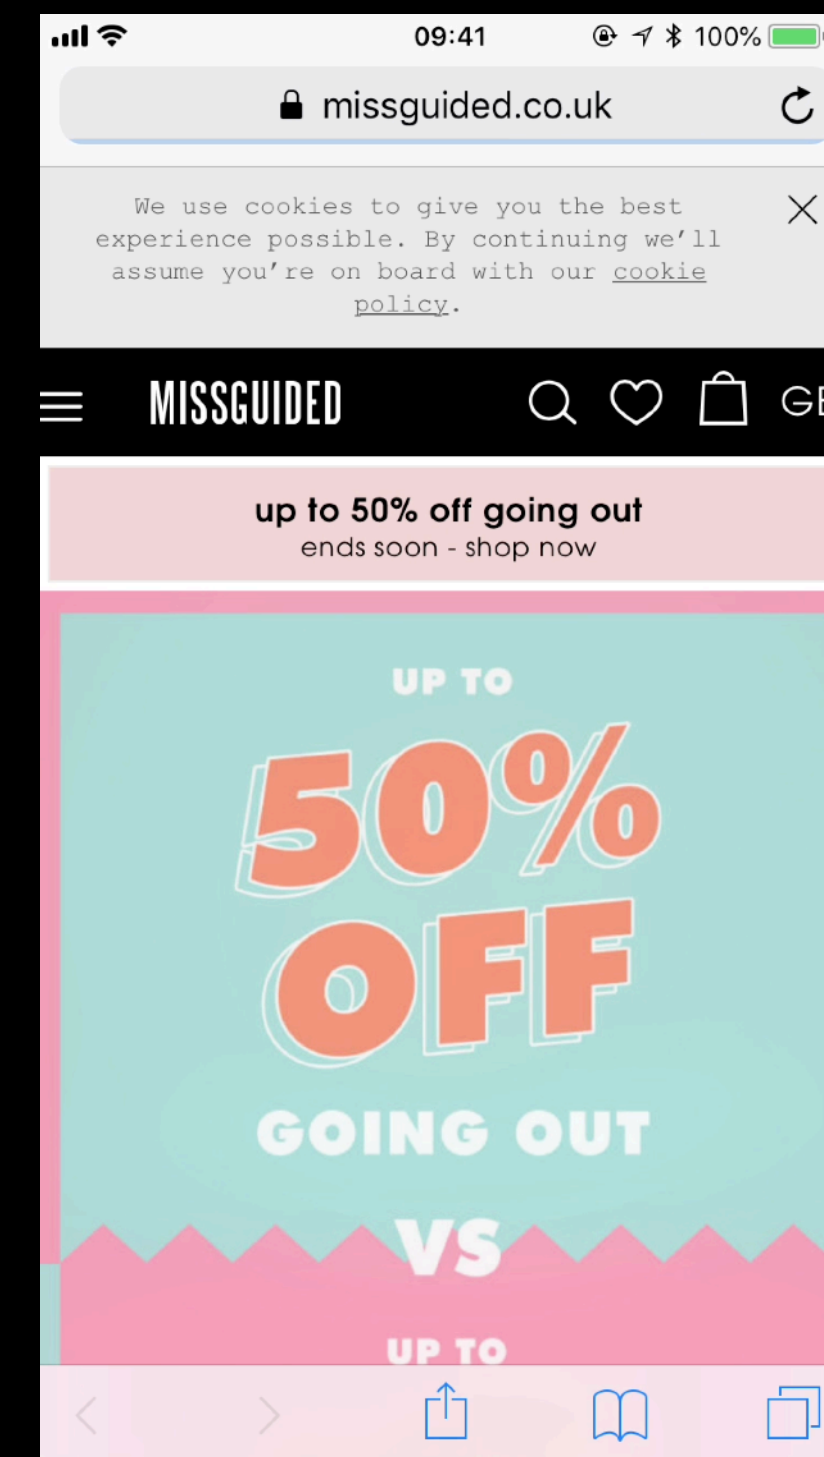 09:41
100%
missguided.co.uk
We use cookies to give you the best
experience possible. By continuing we’ll
assume you’re on board with our cookie
policy.
MISSGUIDED
up to 50% off going out
ends soon - shop now
UP TO
50%
OFF
GOING OUT
VS
UP TO